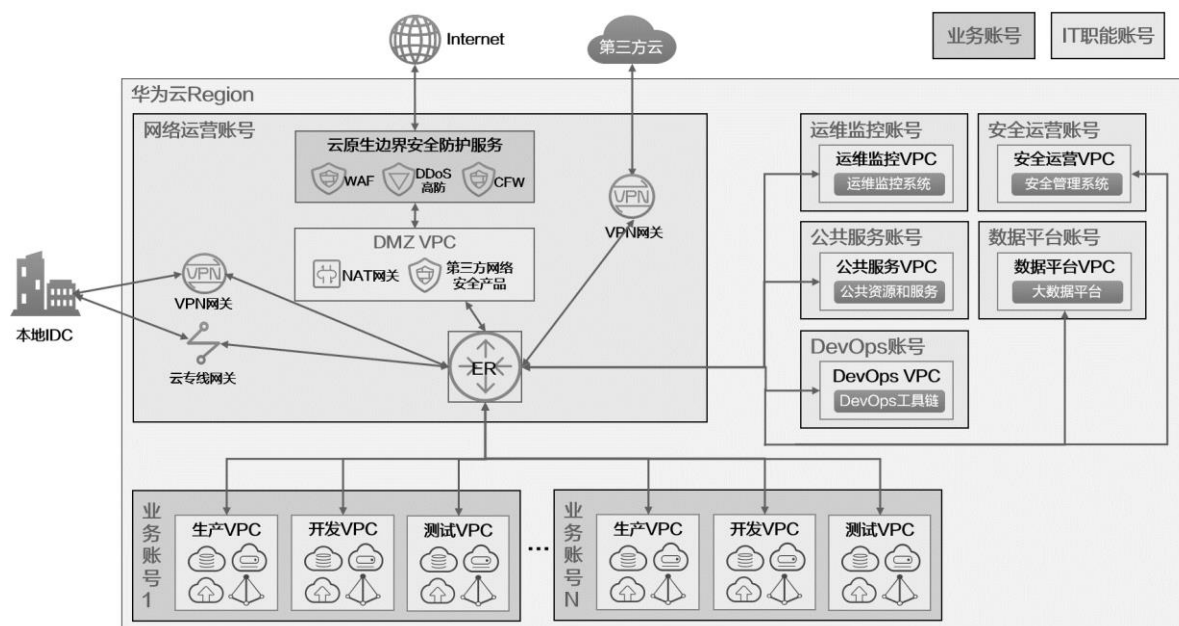 Internet
第三方云
业务账号
IT职能账号
华为云Region
网络运营账号
云原生边界安全防护服务
WAF
DDoS
高防
CFW
VPN
VPN网关
DMZ VPC
NAT网关
第三方网络
安全产品
VPN
VPN网关
本地IDC
云专线网关
ER
运维监控账号
运维监控VPC
运维监控系统
安全运营账号
安全运营VPC
安全管理系统
公共服务账号
公共服务VPC
公共资源和服务
数据平台账号
数据平台VPC
大数据平台
DevOps账号
DevOps VPC
DevOps工具链
业务账号1
生产VPC
开发VPC
测试VPC
...
业务账号N
生产VPC
开发VPC
测试VPC